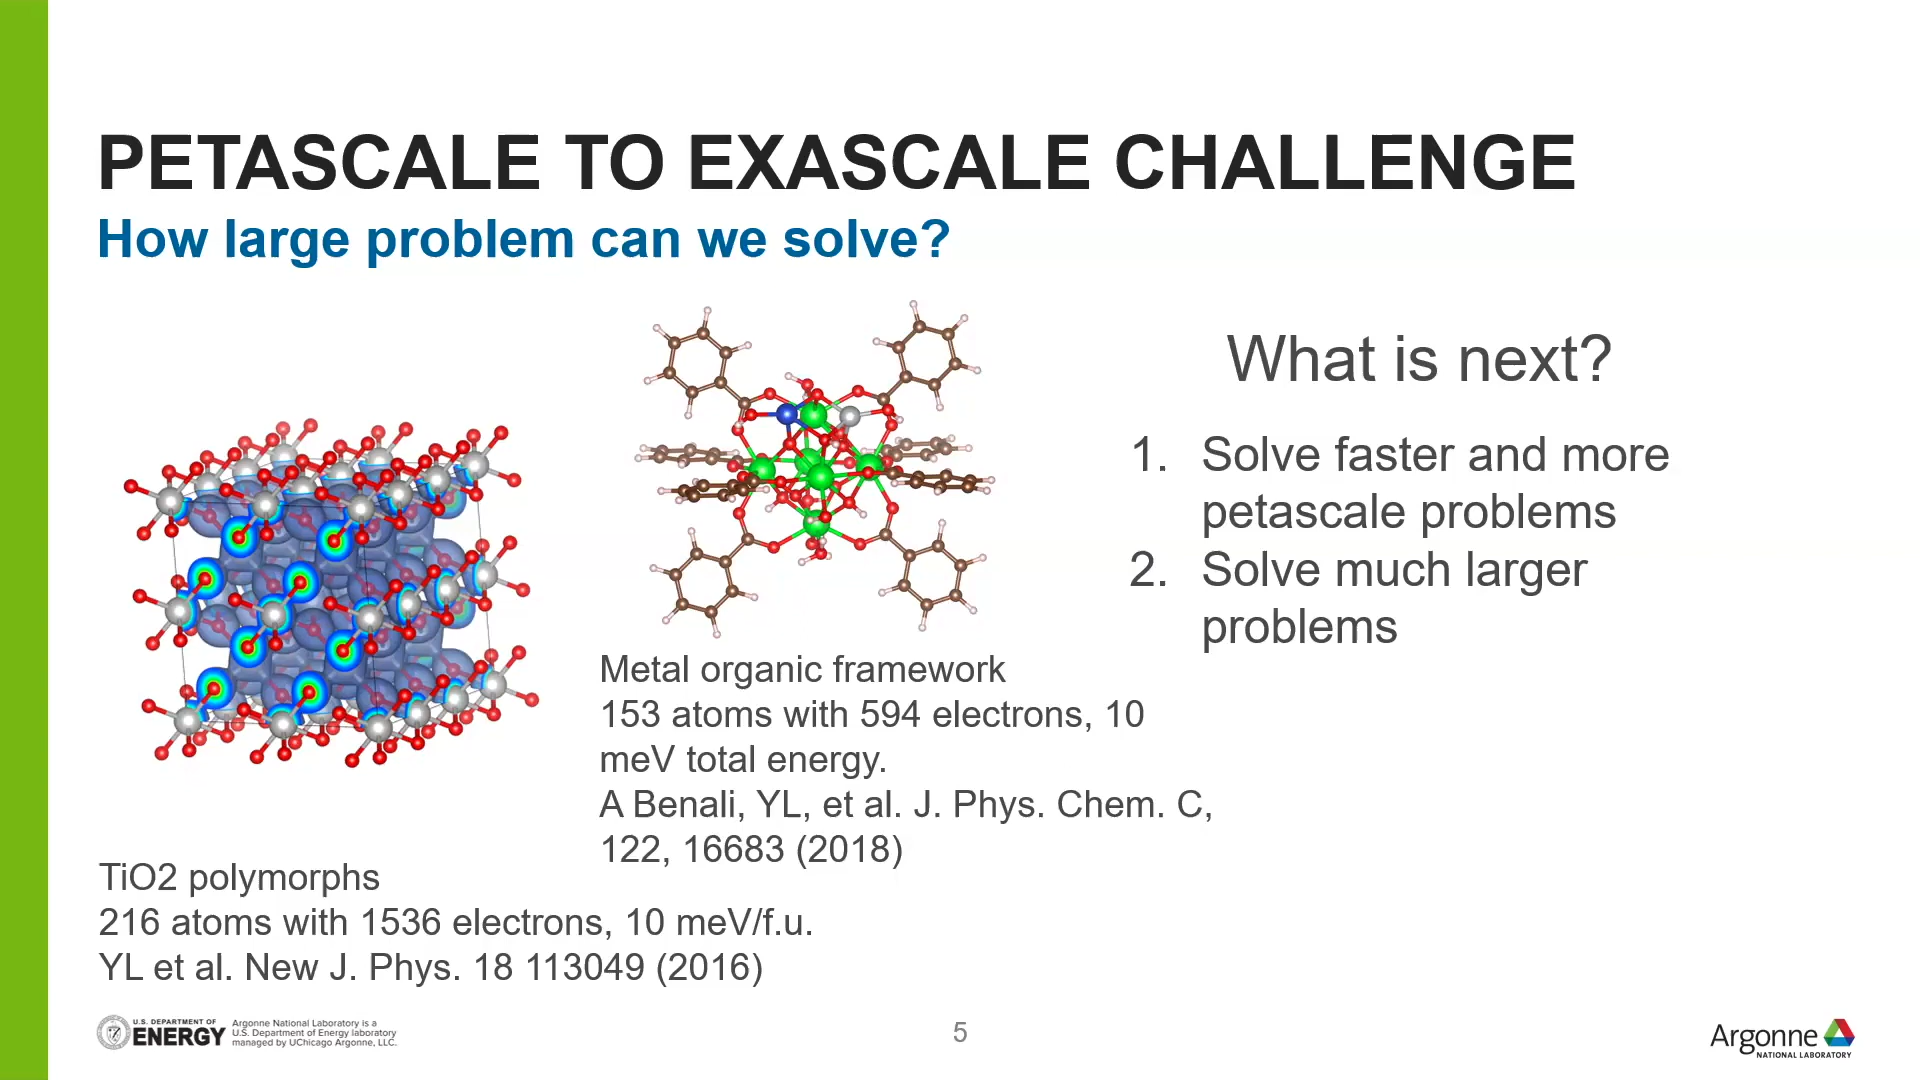 PETASCALE TO EXASCALE CHALLENGE
How large problem can we solve?
What is next?
1. Solve faster and more
petascale problems
2. Solve much larger
problems
Metal organic framework
153 atoms with 594 electrons, 10
meV total energy.
A Benali, YL, et al. J. Phys. Chem. C,
122, 16683 (2018)
TiO2 polymorphs
216 atoms with 1536 electrons, 10 meV/f.u.
YL et al. New J. Phys. 18 113049 (2016)
U.S. DEPARTMENT OF
ENERGY
Argonne National Laboratory is a
U.S. Department of Energy laboratory
managed by UChicago Argonne, LLC.
5
Argonne
NATIONAL LABORATORY